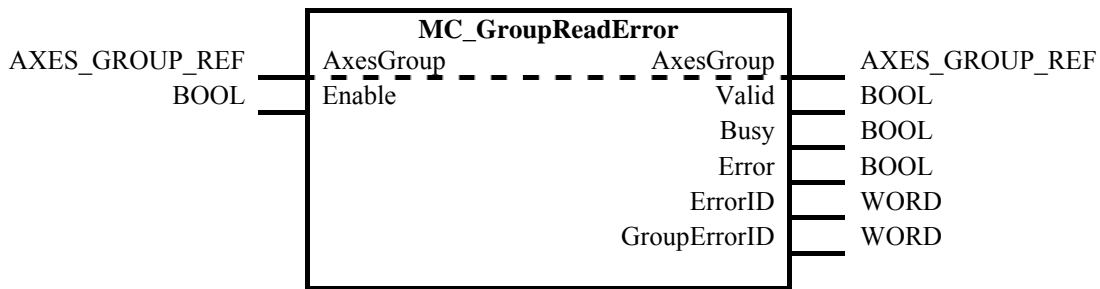 MC_GroupReadError
AXES_GROUP_REF AxesGroup AxesGroup AXES_GROUP_REF
BOOL Enable Valid BOOL
Busy BOOL
Error BOOL
ErrorID WORD
GroupErrorID WORD